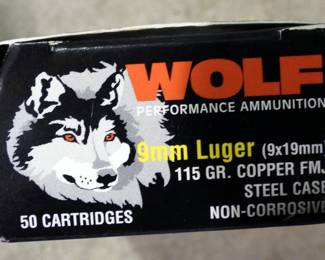 WOLF
PERFORMANCE AMMUNITION
9mm Luger (9x19mm)
115 GR. COPPER FMJ
STEEL CASE
50 CARTRIDGES NON-CORROSIVE